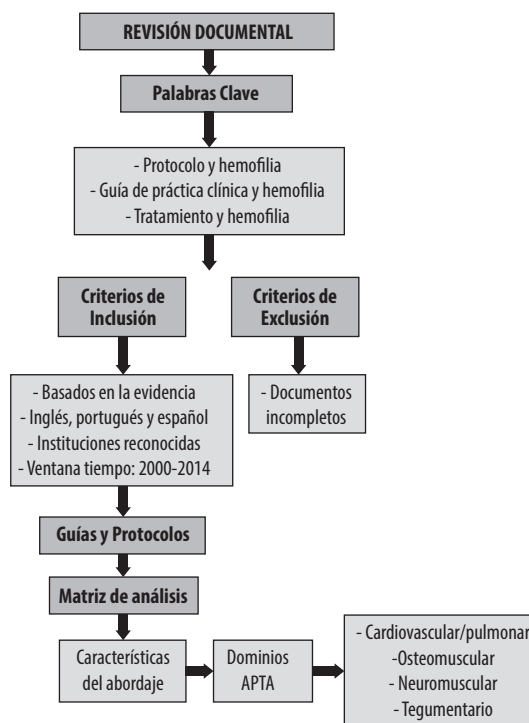 REVISIÓN DOCUMENTAL
Palabras Clave
- Protocolo y hemofilia
- Guía de práctica clínica y hemofilia
- Tratamiento y hemofilia
Criterios de
Inclusión
Criterios de
Exclusión
- Basados en la evidencia
- Inglés, portugués y español
- Instituciones reconocidas
- Ventana tiempo: 2000-2014
- Documentos
incompletos
Guías y Protocolos
Matriz de análisis
Características
del abordaje
Dominios
APTA
- Cardiovascular/pulmonar
-Osteomuscular
- Neuromuscular
- Tegumentario